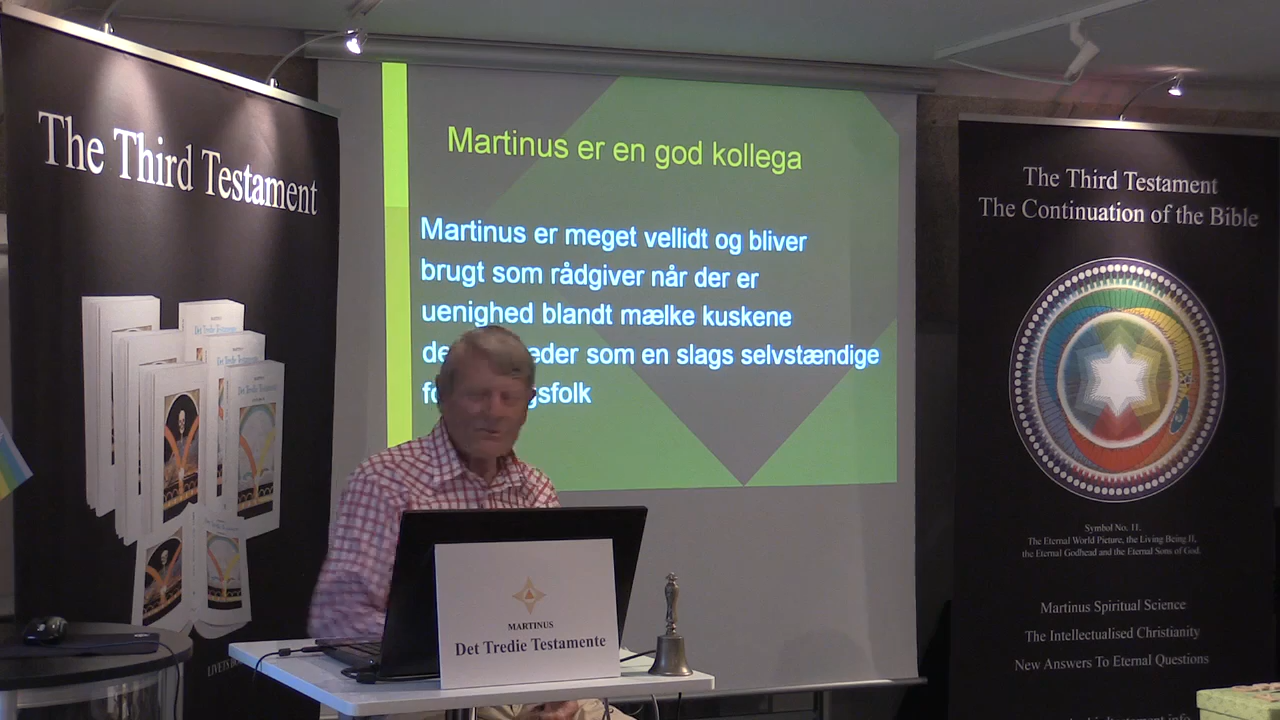 The Third Testament
Martinus er en god kollega
Martinus er meget vellidt og bliver
brugt som rådgiver når der er
uenighed blandt mælke kuskene
som en slags selvstændige
The Third Testament
The Continuation of the Bible
Symbol No. 11.
The Eternal World Picture, the Living Being II,
the Eternal Godhead and the Eternal Sons of God.
Martinus Spiritual Science
The Intellectualised Christianity
New Answers To Eternal Questions
MARTINUS
Det Tredie Testamente